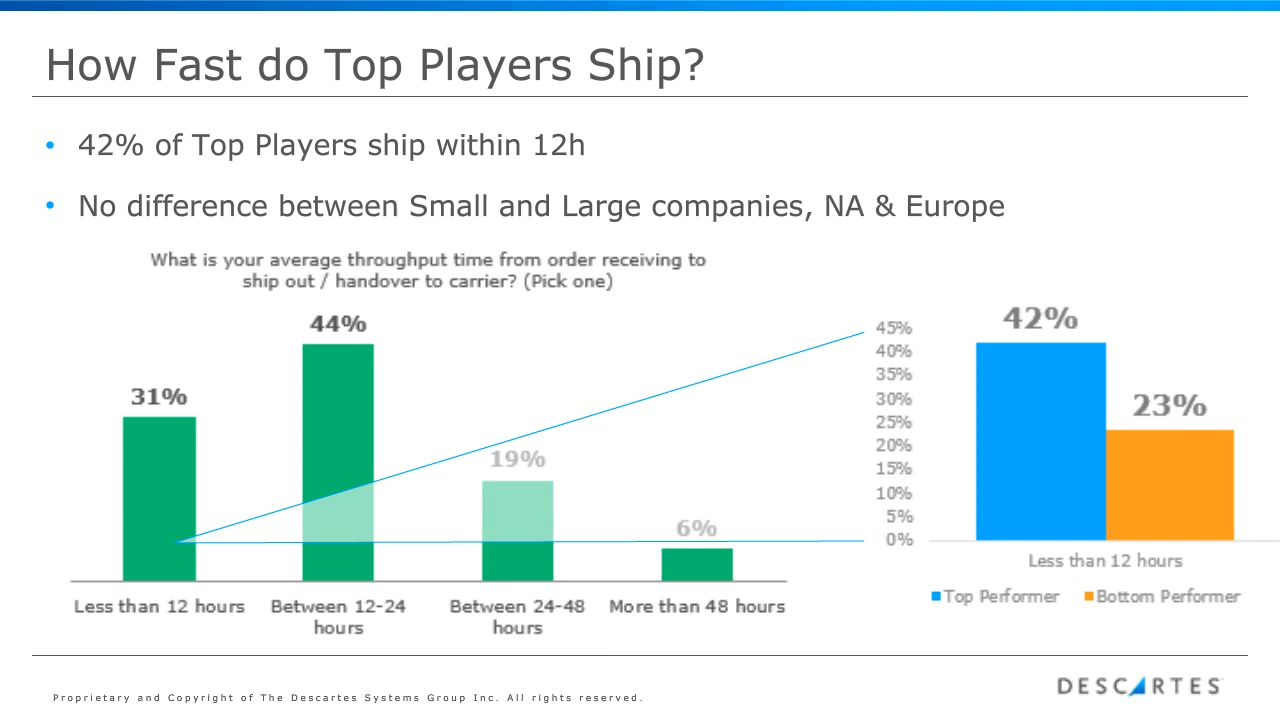 How Fast do Top Players Ship?
• 42% of Top Players ship within 12h
• No difference between Small and Large companies, NA & Europe
What is your average throughput time from order receiving to
ship out / handover to carrier? (Pick one)
31%
44%
19%
6%
Less than 12 hours
Between 12-24
hours
Between 24-48
hours
More than 48 hours
45%
40%
35%
30%
25%
20%
15%
10%
5%
0%
42%
23%
Less than 12 hours
Top Performer
Bottom Performer
Proprietary and Copyright of The Descartes Systems Group Inc. All rights reserved.
DESCARTES